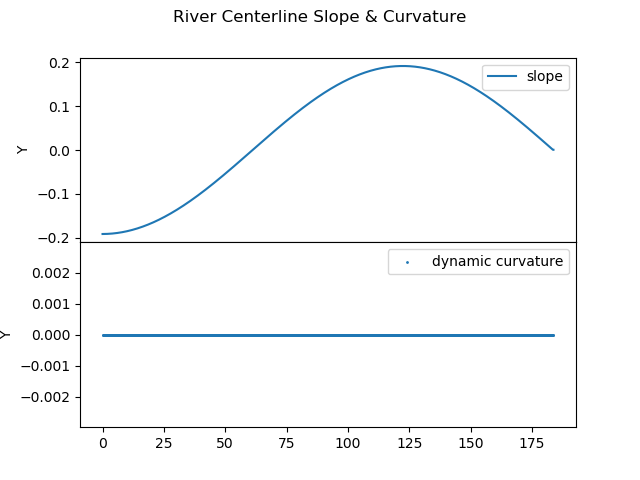 River Centerline Slope & Curvature
0.2
0.1
0.0
−0.1
−0.2
Y
slope
0.002
0.001
0.000
−0.001
−0.002
Y
dynamic curvature
0 25 50 75 100 125 150 175